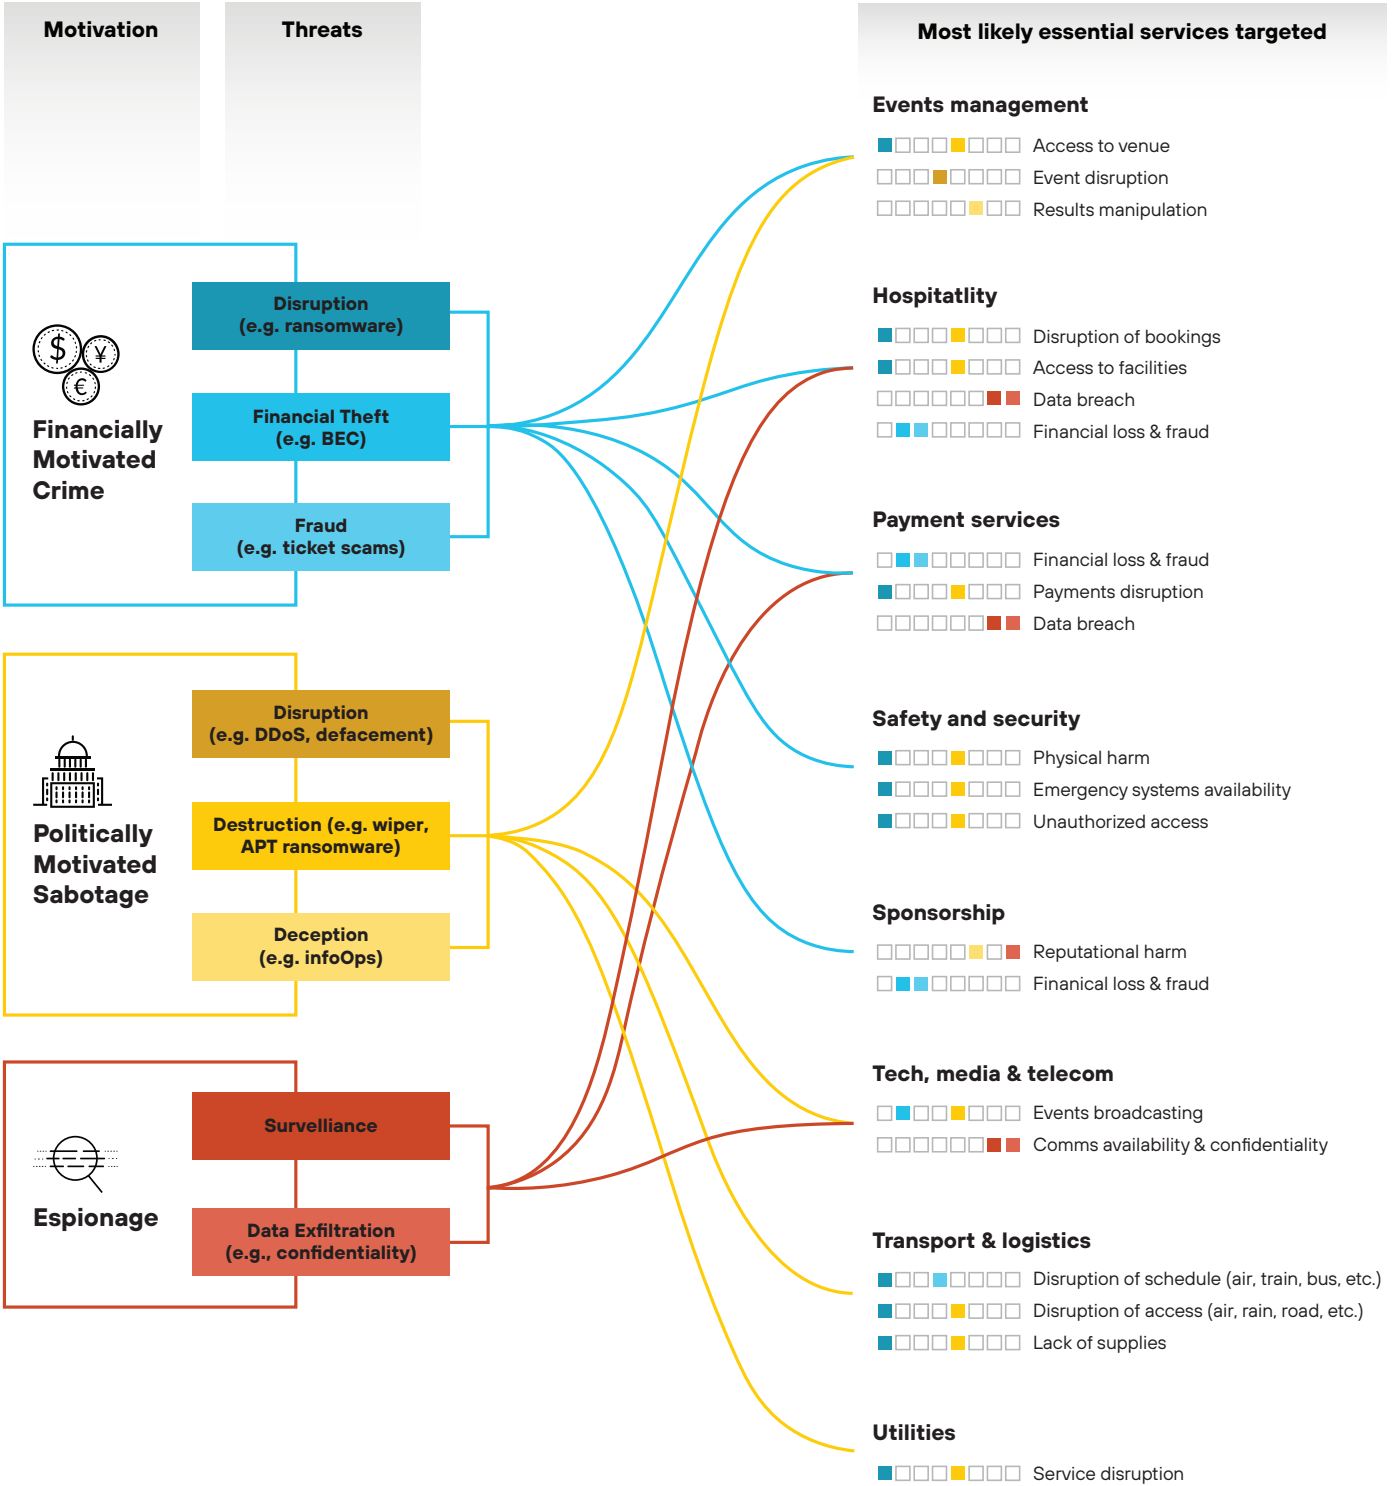 Motivation
Threats
Most likely essential services targeted
$
¥
€
Financially
Motivated
Crime
Disruption
(e.g. ransomware)
Financial Theft
(e.g. BEC)
Fraud
(e.g. ticket scams)
Politically
Motivated
Sabotage
Disruption
(e.g. DDoS, defacement)
Destruction (e.g. wiper,
APT ransomware)
Deception
(e.g. infoOps)
Espionage
Survelliance
Data Exfiltration
(e.g., confidentiality)
Events management
Access to venue
Event disruption
Results manipulation
Hospitatlity
Disruption of bookings
Access to facilities
Data breach
Financial loss & fraud
Payment services
Financial loss & fraud
Payments disruption
Data breach
Safety and security
Physical harm
Emergency systems availability
Unauthorized access
Sponsorship
Reputational harm
Finanical loss & fraud
Tech, media & telecom
Events broadcasting
Comms availability & confidentiality
Transport & logistics
Disruption of schedule (air, train, bus, etc.)
Disruption of access (air, rain, road, etc.)
Lack of supplies
Utilities
Service disruption